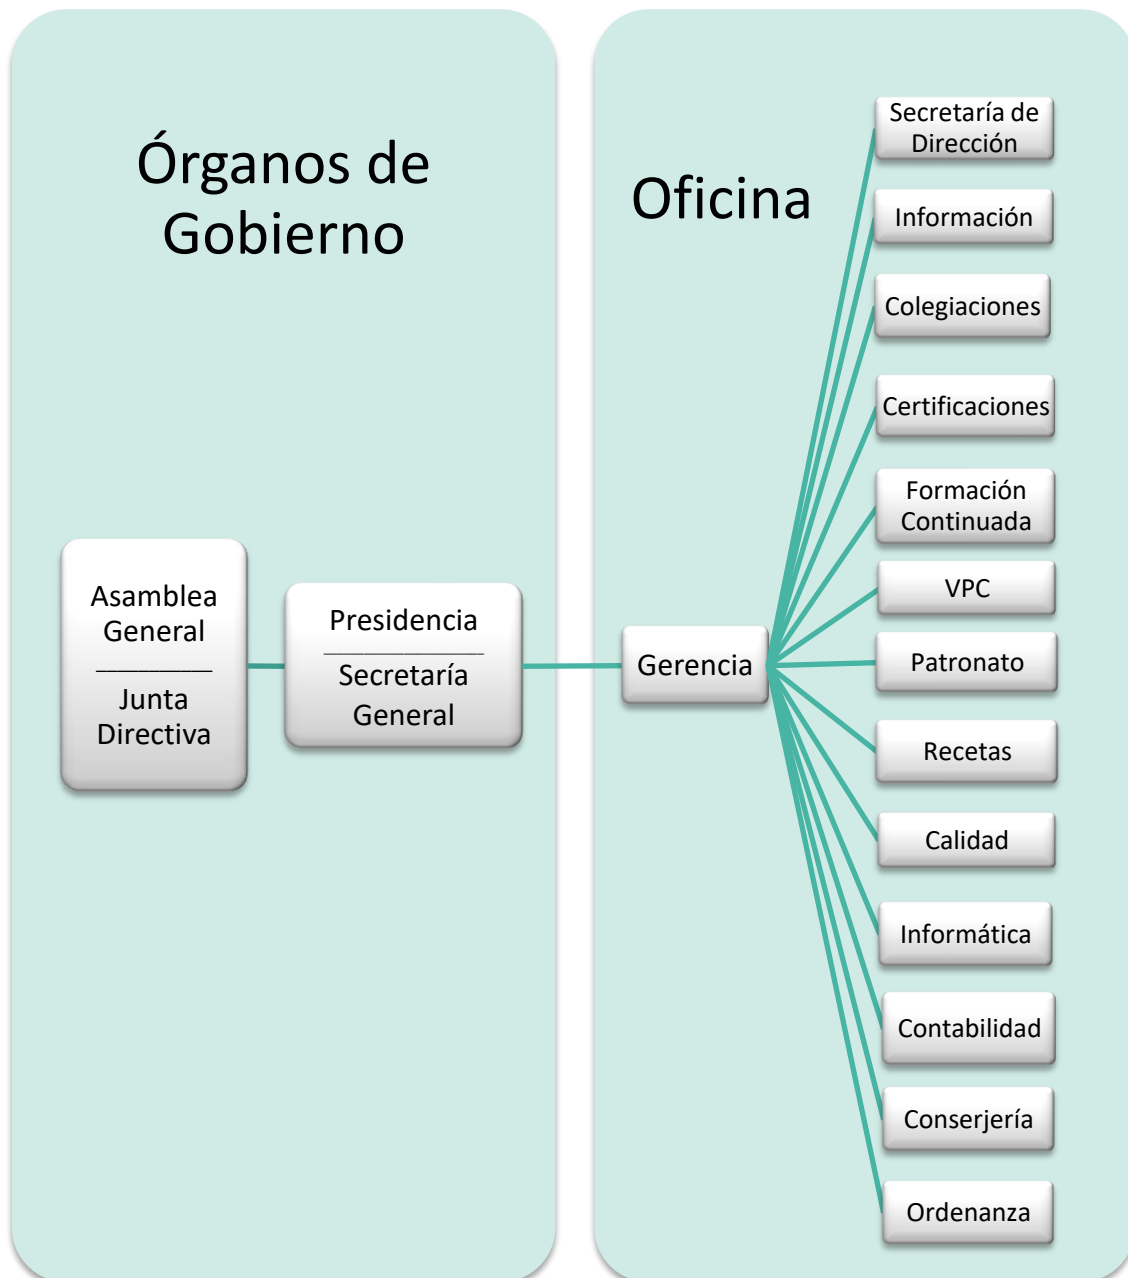 Órganos de
Gobierno
Asamblea
General
Junta
Directiva
Presidencia
Secretaría
General
Oficina
Gerencia
Secretaría de
Dirección
Información
Colegiaciones
Certificaciones
Formación
Continuada
VPC
Patronato
Recetas
Calidad
Informática
Contabilidad
Conserjería
Ordenanza